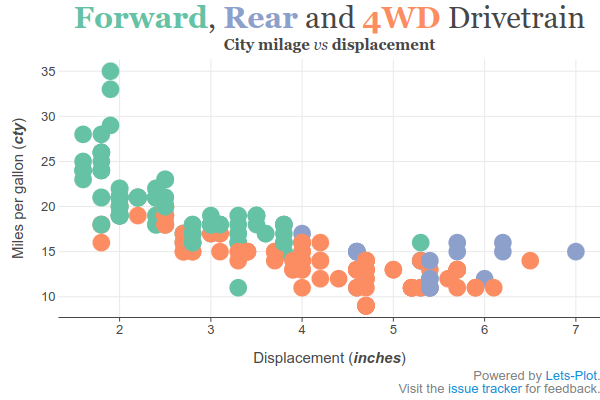 Forward, Rear and 4WD Drivetrain
City milage vs displacement
Miles per gallon (cty)
35
30
25
20
15
10
2 3 4 5 6 7
Displacement (inches)
Powered by Lets-Plot.
Visit the issue tracker for feedback.